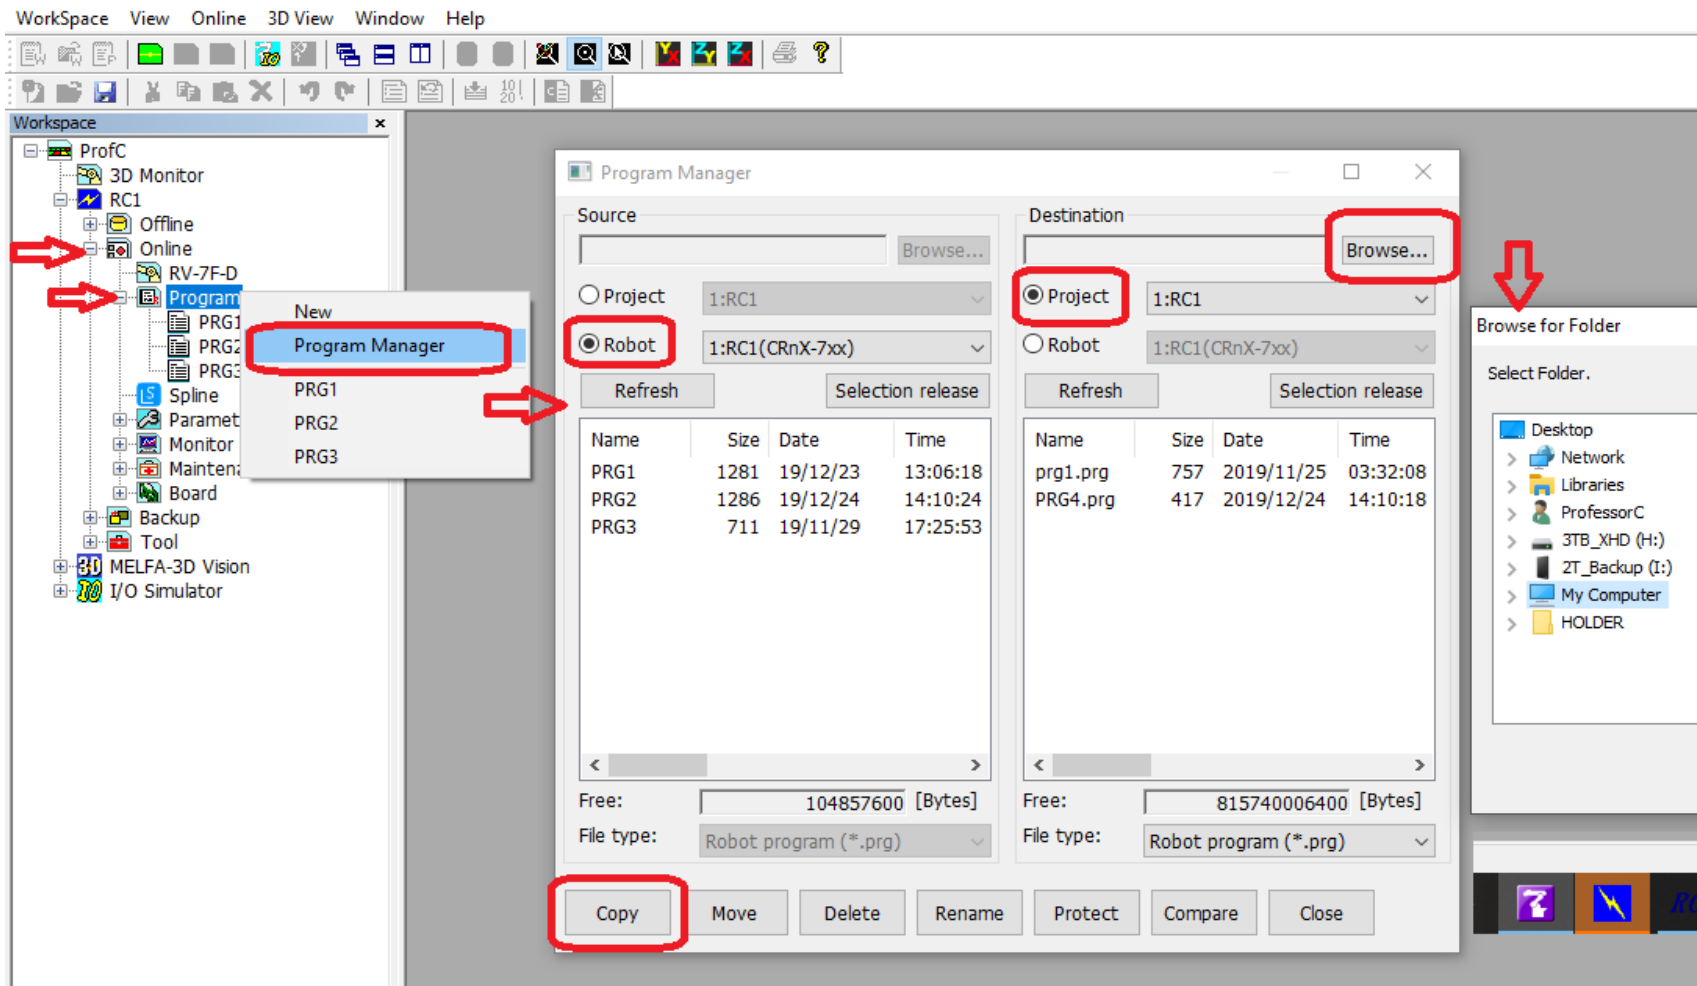 WorkSpace View Online 3D View Window Help
Workspace
ProfC
3D Monitor
RC1
Offline
Online
RV-7F-D
Program
PRG1
PRG2
PRG3
Spline
Paramet
Monitor
Maintena
Board
Backup
Tool
MELFA-3D Vision
I/O Simulator
New
Program Manager
PRG1
PRG2
PRG3
Program Manager
Source
Browse...
Project 1:RC1
Robot 1:RC1(CRnX-7xx)
Refresh Selection release
Name Size Date Time
PRG1 1281 19/12/23 13:06:18
PRG2 1286 19/12/24 14:10:24
PRG3 711 19/11/29 17:25:53
Free: 104857600 [Bytes]
File type: Robot program (*.prg)
Destination
Browse...
Project 1:RC1
Robot 1:RC1(CRnX-7xx)
Refresh Selection release
Name Size Date Time
prg1.prg 757 2019/11/25 03:32:08
PRG4.prg 417 2019/12/24 14:10:18
Free: 815740006400 [Bytes]
File type: Robot program (*.prg)
Copy Move Delete Rename Protect Compare Close
Browse for Folder
Select Folder.
Desktop
Network
Libraries
ProfessorC
3TB_XHD (H:)
2T_Backup (I:)
My Computer
HOLDER